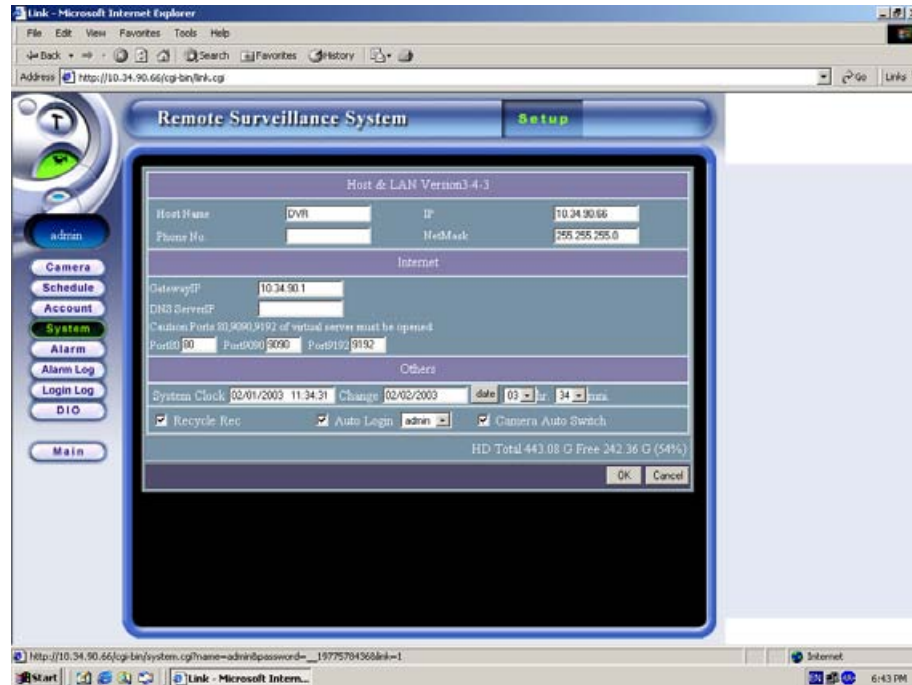 Link - Microsoft Internet Explorer
File Edit View Favorites Tools Help
Back Search Favorites History
Address http://10.34.90.66/cgi-bin/link.cgi Go Links
Remote Surveillance System Setup
Host & LAN Version3-4-3
Host Name DVR IP 10.34.90.66
Phone No. NetMask 255.255.255.0
Internet
GatewayIP 10.34.90.1
DNS ServerIP
Caution:Ports 80,9090,9192 of virtual server must be opened
Port80 80 Port9090 9090 Port9192 9192
Others
System Clock 02/01/2003 11:34:31 Change 02/02/2003 date 03 hr. 34 mins.
Recycle Rec Auto Login admin Camera Auto Switch
HD Total 443.08 G Free 242.36 G (54%)
OK Cancel
admin
Camera
Schedule
Account
System
Alarm
Alarm Log
Login Log
DIO
Main
http://10.34.90.66/cgi-bin/system.cgi?name=admin&password=__1977578436&link=1 Internet
Start Link - Microsoft Intern... EN 6:43 PM